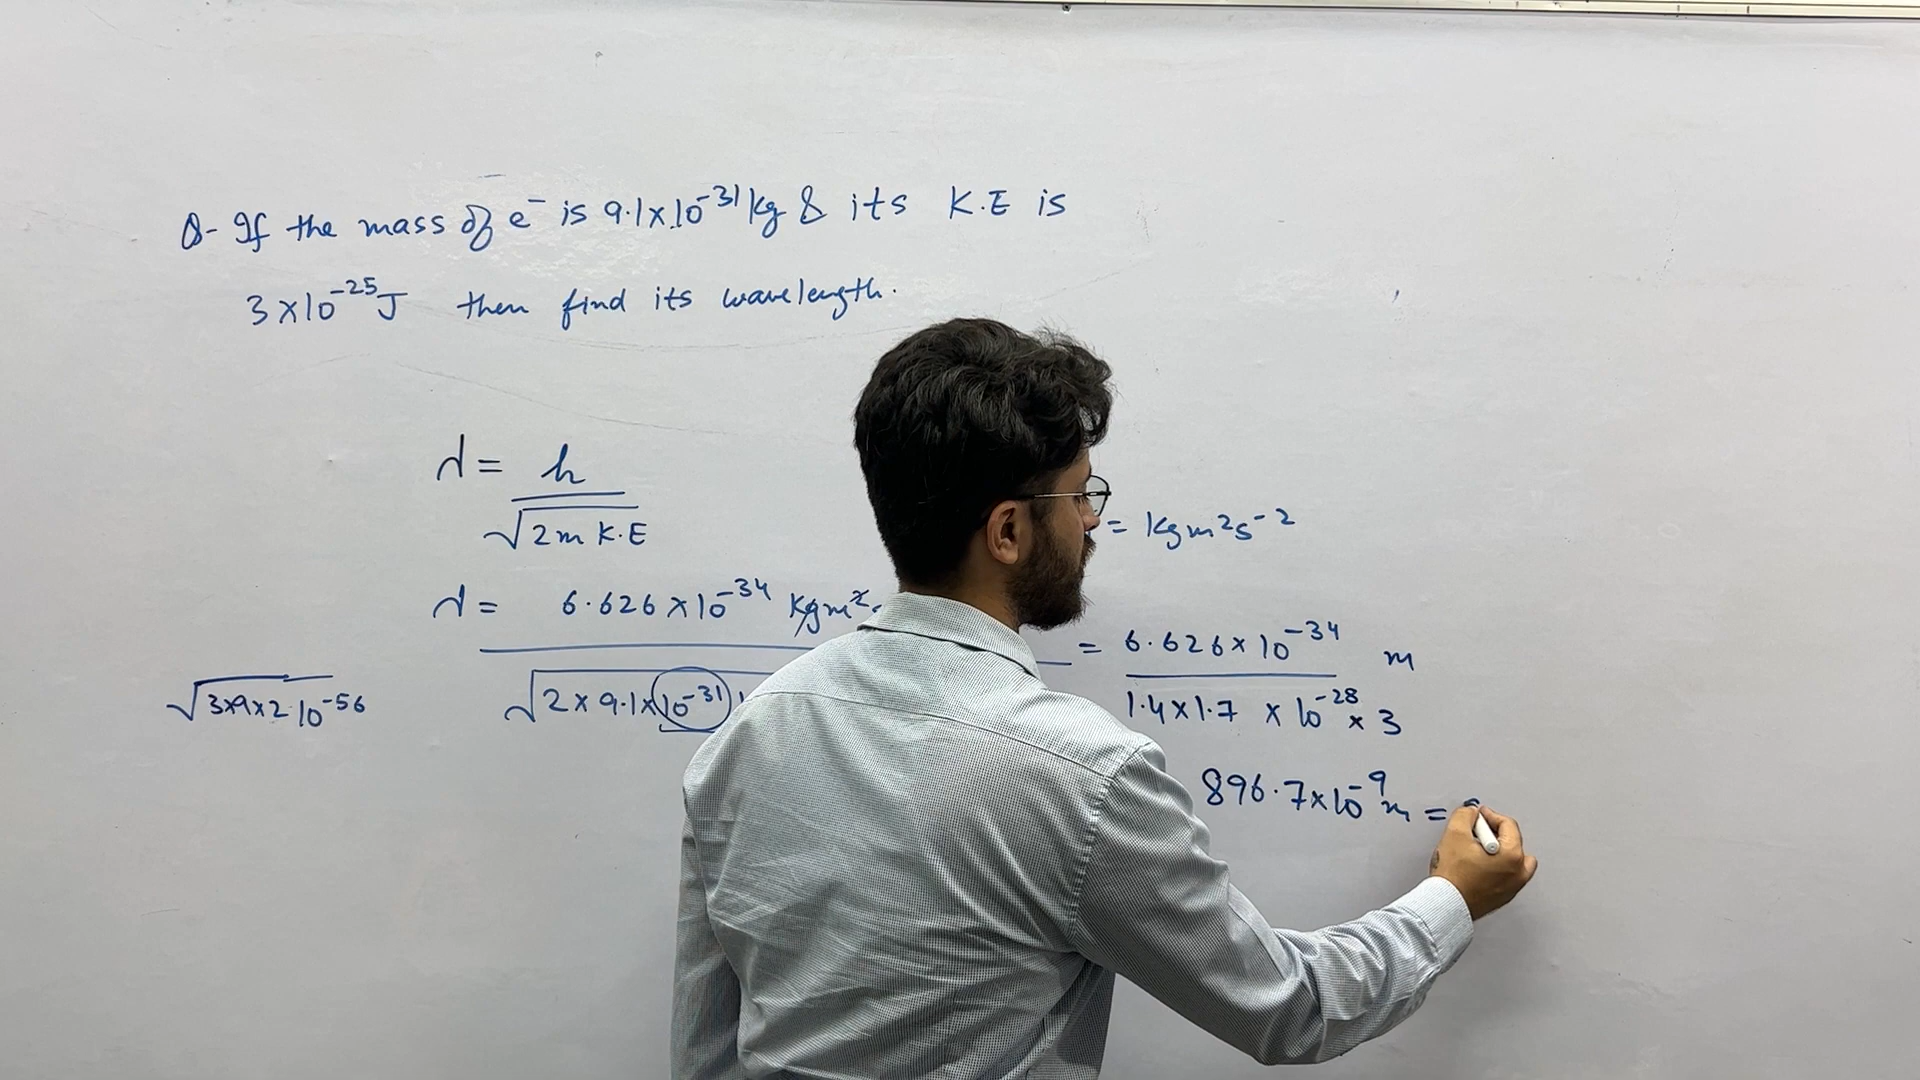 Q- If the mass of e⁻ is 9.1×10⁻³¹ kg & its K.E is
3×10⁻²⁵ J then find its wavelength.
λ = h / √(2m K.E)
= kgm²s⁻²
λ = 6.626×10⁻³⁴ kgm² / √(2×9.1×10⁻³¹
= 6.626×10⁻³⁴ / 1.4×1.7×10⁻²⁸×3 m
√(3×9×2 10⁻⁵⁶)
896.7×10⁻⁹m =